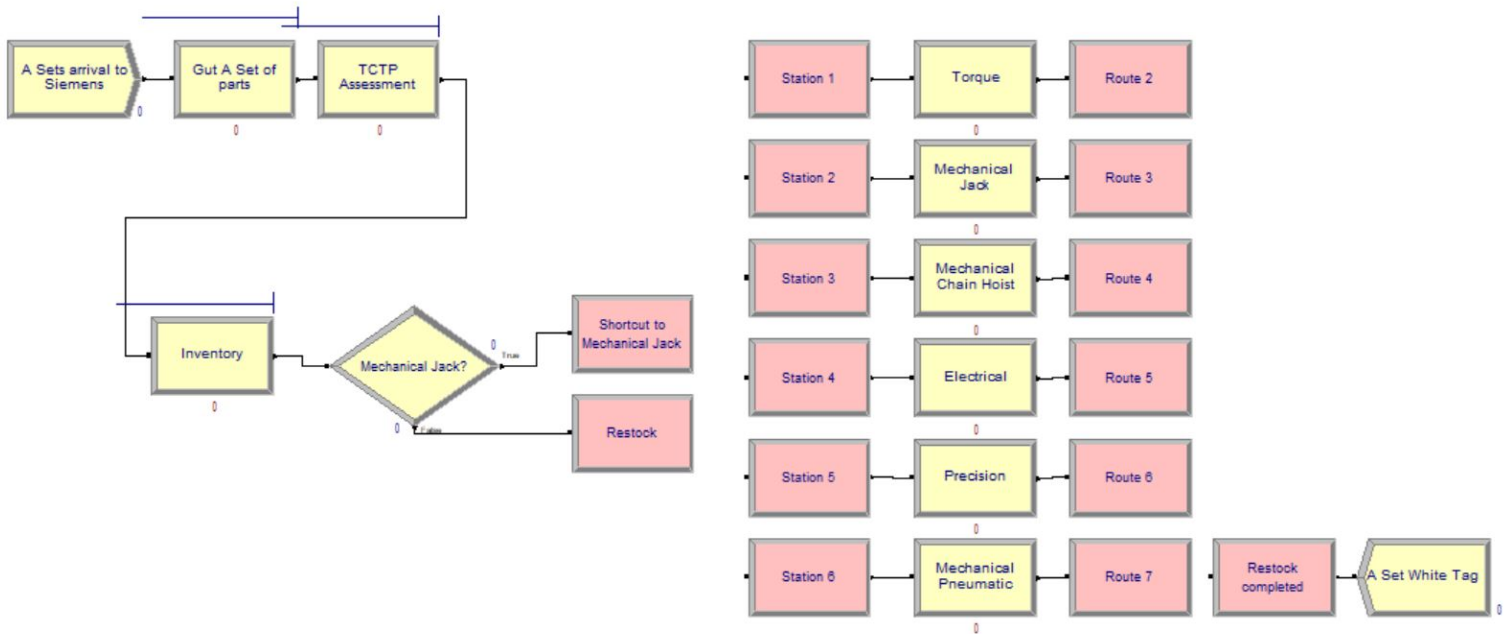 A Sets arrival to
Siemens
0
Gut A Set of
parts
0
TCTP
Assessment
0
Inventory
0
Mechanical Jack?
0
True
0
False
Shortcut to
Mechanical Jack
Restock
Station 1
Torque
0
Route 2
Station 2
Mechanical
Jack
0
Route 3
Station 3
Mechanical
Chain Hoist
0
Route 4
Station 4
Electrical
0
Route 5
Station 5
Precision
0
Route 6
Station 6
Mechanical
Pneumatic
0
Route 7
Restock
completed
A Set White Tag
0